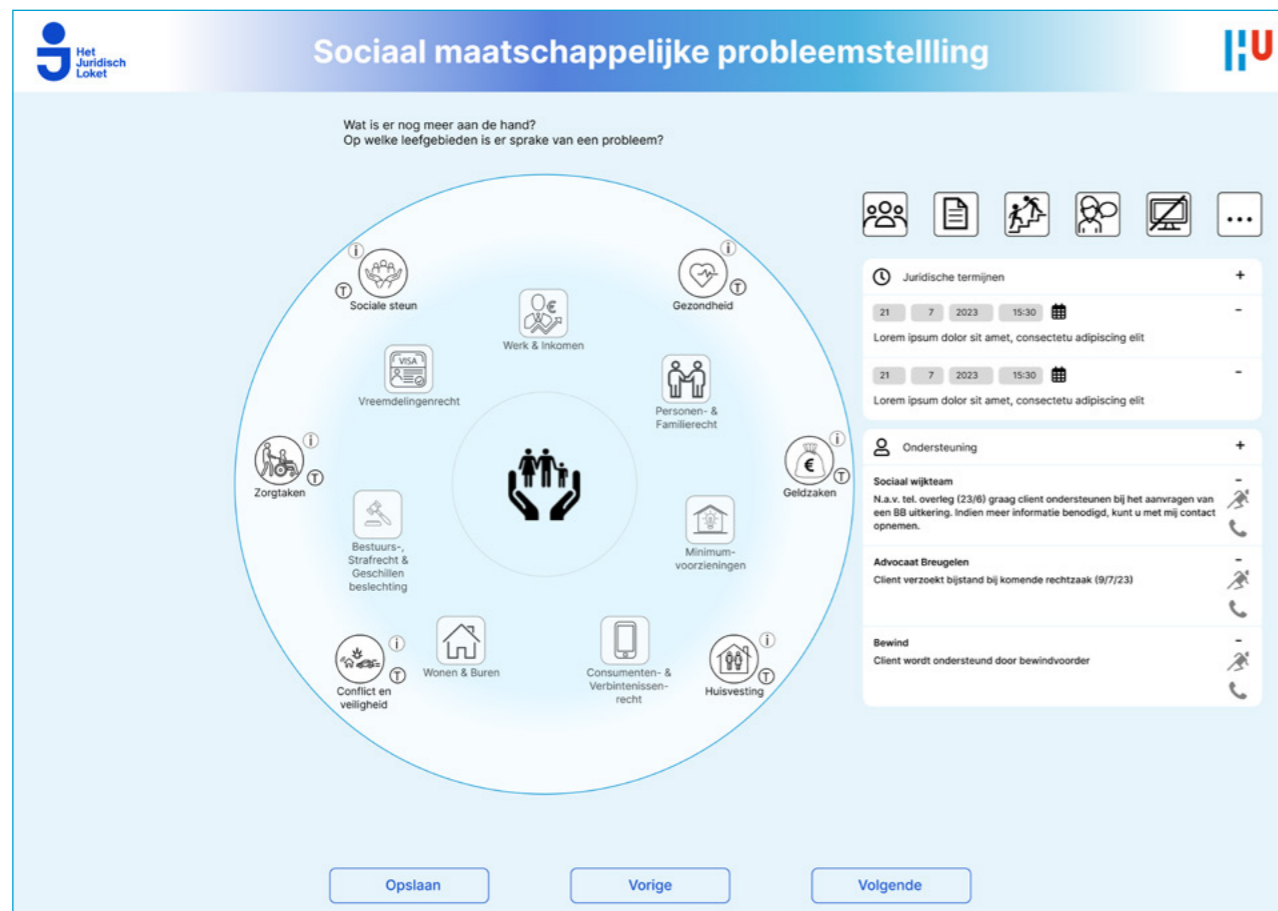 Het
Juridisch
Loket
Sociaal maatschappelijke probleemstellling
HU
Wat is er nog meer aan de hand?
Op welke leefgebieden is er sprake van een probleem?
i
T
Sociale steun
i
T
Gezondheid
€
Werk & Inkomen
VISA
Vreemdelingenrecht
Personen- &
Familierecht
i
T
Zorgtaken
i
€
T
Geldzaken
Bestuurs-,
Strafrecht &
Geschillen
beslechting
Minimum-
voorzieningen
i
T
Conflict en
veiligheid
Wonen & Buren
Consumenten- &
Verbintenissen-
recht
i
T
Huisvesting
...
Juridische termijnen +
21 7 2023 15:30 -
Lorem ipsum dolor sit amet, consectetu adipiscing elit
21 7 2023 15:30 -
Lorem ipsum dolor sit amet, consectetu adipiscing elit
Ondersteuning +
Sociaal wijkteam -
N.a.v. tel. overleg (23/6) graag client ondersteunen bij het aanvragen van
een BB uitkering. Indien meer informatie benodigd, kunt u met mij contact
opnemen.
Advocaat Breugelen -
Client verzoekt bijstand bij komende rechtzaak (9/7/23)
Bewind -
Client wordt ondersteund door bewindvoorder
Opslaan
Vorige
Volgende